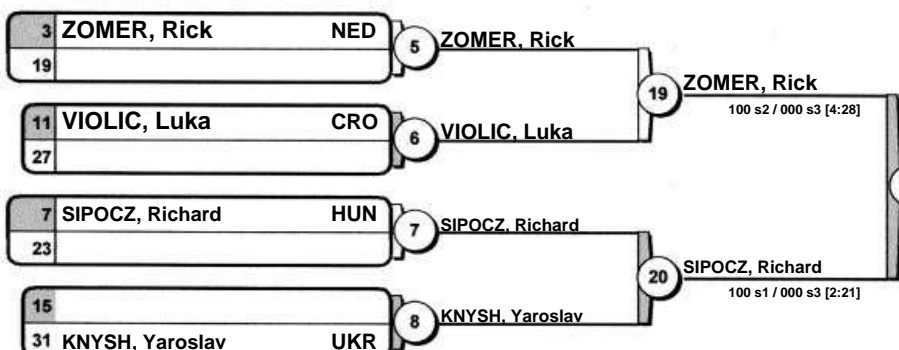 3 ZOMER, Rick NED
19
5 ZOMER, Rick
11 VIOLIC, Luka CRO
27
6 VIOLIC, Luka
19 ZOMER, Rick
100 s2 / 000 s3 [4:28]
7 SIPOCZ, Richard HUN
23
7 SIPOCZ, Richard
15
31 KNYSH, Yaroslav UKR
8 KNYSH, Yaroslav
20 SIPOCZ, Richard
100 s1 / 000 s3 [2:21]